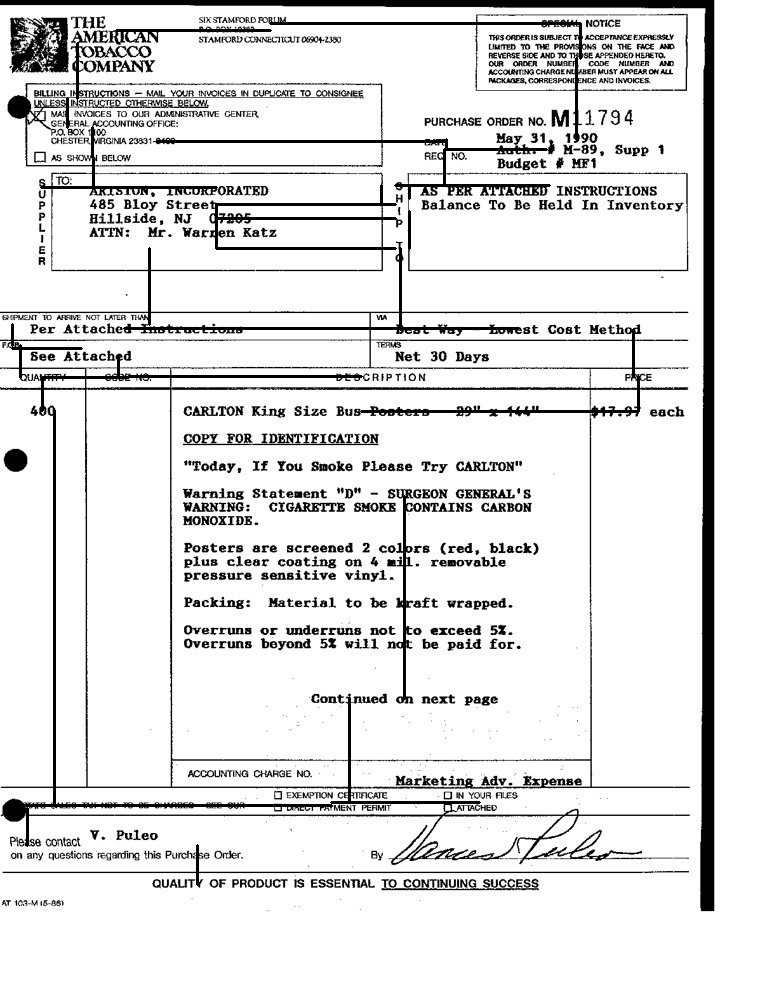 THE
AMERICAN
TOBACCO
COMPANY
SIX STAMFORD FORUM
STAMFORD CONNECTICUT 06904-2380
SPECIAL NOTICE
THIS ORDER IS SUBJECT TO ACCEPTANCE EXPRESSLY
LIMITED TO THE PROVISIONS ON THE FACE AND
REVERSE SIDE AND TO THOSE APPENDED HERETO.
OUR ORDER NUMBER CODE NUMBER AND
ACCOUNTING CHARGE NUMBER MUST APPEAR ON ALL
PACKAGES, CORRESPONDENCE AND INVOICES.
BILLING INSTRUCTIONS — MAIL YOUR INVOICES IN DUPLICATE TO CONSIGNEE
UNLESS INSTRUCTED OTHERWISE BELOW.
MAIL INVOICES TO OUR ADMINISTRATIVE CENTER,
GENERAL ACCOUNTING OFFICE:
P.O. BOX 1100
CHESTER, VIRGINIA 23831-
AS SHOWN BELOW
PURCHASE ORDER NO. M11794
DATE May 31, 1990
REQ. NO. Auth. # M-89, Supp 1
Budget # MF1
SUPPLIER
TO:
ARISTON, INCORPORATED
485 Bloy Street
Hillside, NJ 07205
ATTN: Mr. Warren Katz
SHIP TO
AS PER ATTACHED INSTRUCTIONS
Balance To Be Held In Inventory
SHIPMENT TO ARRIVE NOT LATER THAN
Per Attached Instructions
VIA
Best Way - Lowest Cost Method
F.O.B.
See Attached
TERMS
Net 30 Days
QUANTITY CODE NO. DESCRIPTION PRICE
400 CARLTON King Size Bus Posters 29" x 144" $17.97 each
COPY FOR IDENTIFICATION
"Today, If You Smoke Please Try CARLTON"
Warning Statement "D" - SURGEON GENERAL'S
WARNING: CIGARETTE SMOKE CONTAINS CARBON
MONOXIDE.
Posters are screened 2 colors (red, black)
plus clear coating on 4 mil. removable
pressure sensitive vinyl.
Packing: Material to be kraft wrapped.
Overruns or underruns not to exceed 5%.
Overruns beyond 5% will not be paid for.
Continued on next page
ACCOUNTING CHARGE NO.
Marketing Adv. Expense
STATE SALES TAX NOT TO BE CHARGED SEE OUR
EXEMPTION CERTIFICATE
DIRECT PAYMENT PERMIT
IN YOUR FILES
ATTACHED
Please contact V. Puleo
on any questions regarding this Purchase Order.
By Vances Puleo
QUALITY OF PRODUCT IS ESSENTIAL TO CONTINUING SUCCESS
AT 103-M (5-86)